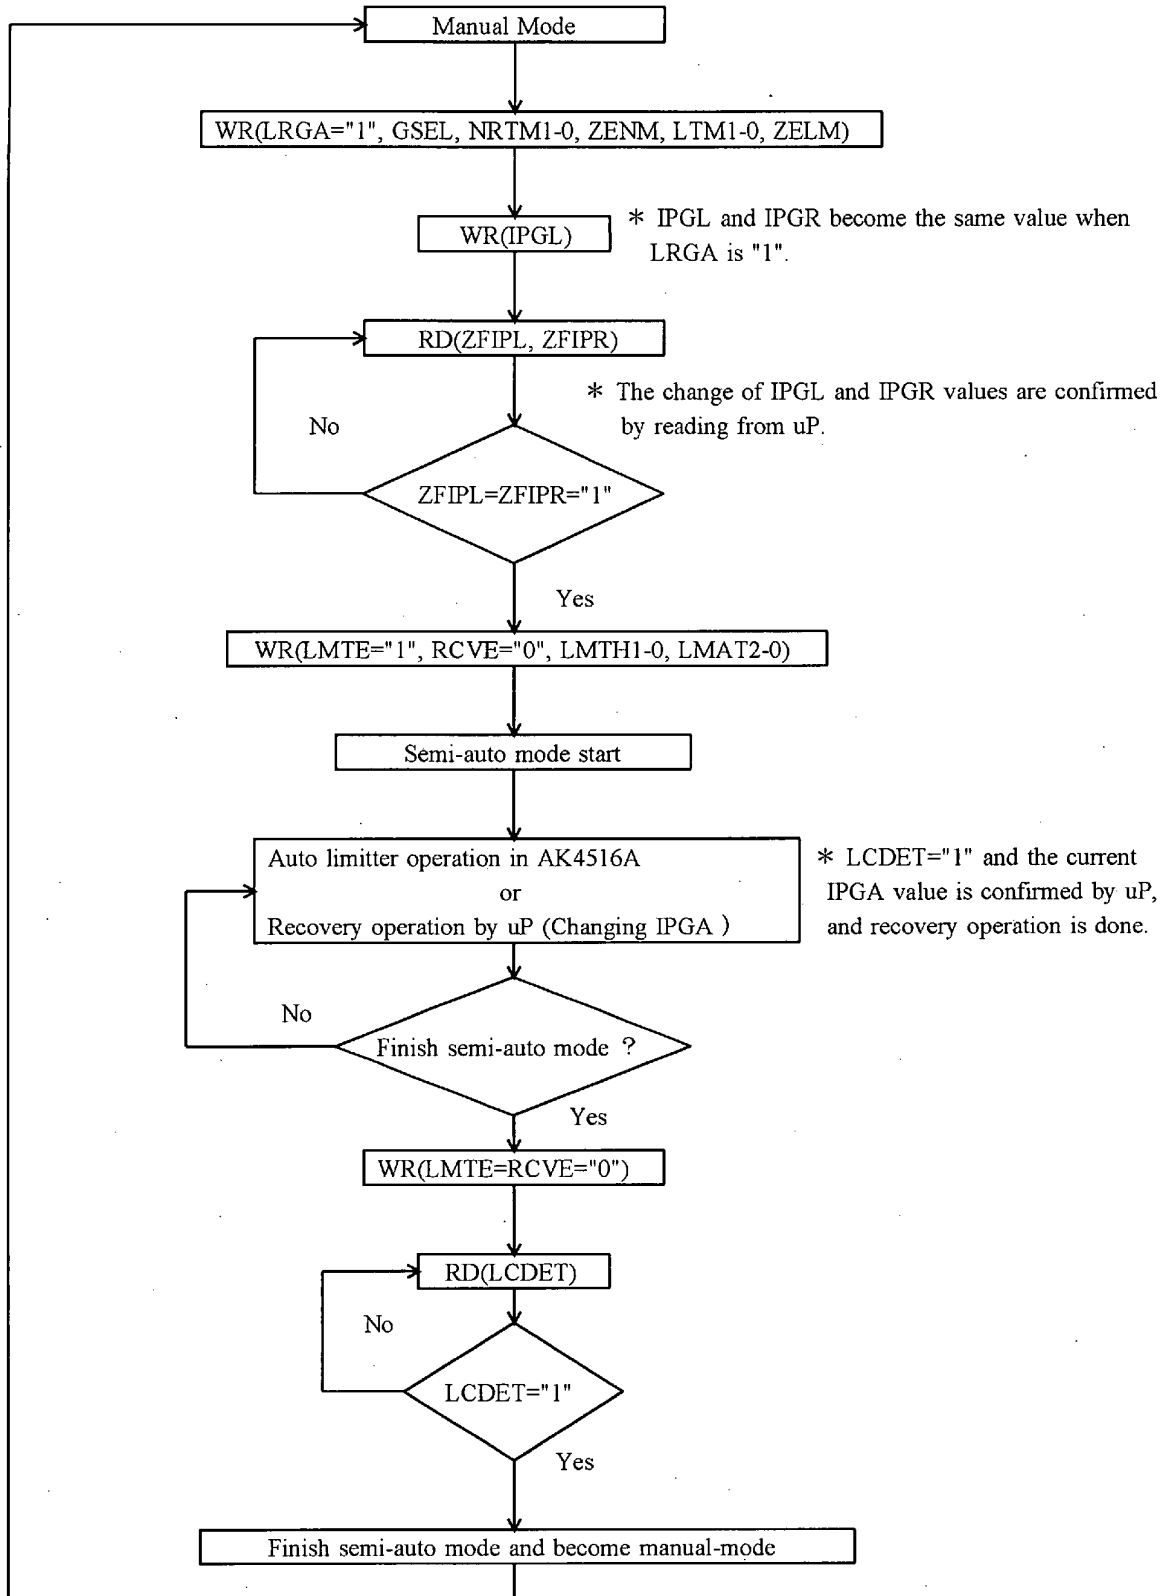 Manual Mode
WR(LRGA="1", GSEL, NRTM1-0, ZENM, LTM1-0, ZELM)
WR(IPGL)
* IPGL and IPGR become the same value when
LRGA is "1".
RD(ZFIPL, ZFIPR)
* The change of IPGL and IPGR values are confirmed
by reading from uP.
No
ZFIPL=ZFIPR="1"
Yes
WR(LMTE="1", RCVE="0", LMTH1-0, LMAT2-0)
Semi-auto mode start
Auto limitter operation in AK4516A
or
Recovery operation by uP (Changing IPGA )
* LCDET="1" and the current
IPGA value is confirmed by uP,
and recovery operation is done.
No
Finish semi-auto mode ?
Yes
WR(LMTE=RCVE="0")
RD(LCDET)
No
LCDET="1"
Yes
Finish semi-auto mode and become manual-mode